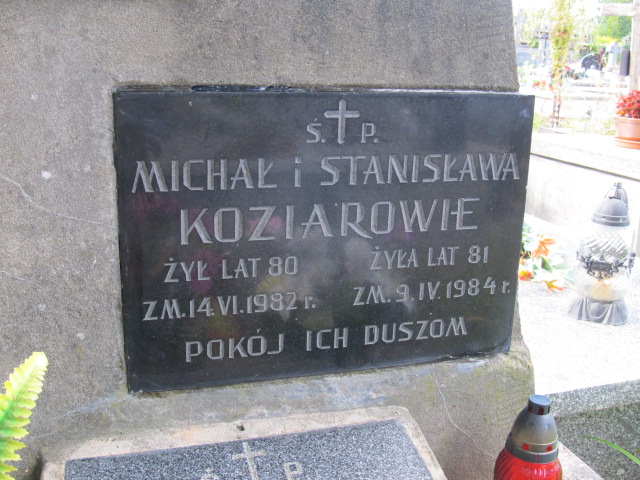 Ś. P.
MICHAŁ i STANISŁAWA
KOZIAROWIE
ŻYŁ LAT 80 ŻYŁA LAT 81
ZM. 14.VI.1982 r. ZM. 9.IV.1984 r.
POKÓJ ICH DUSZOM
Ś P.